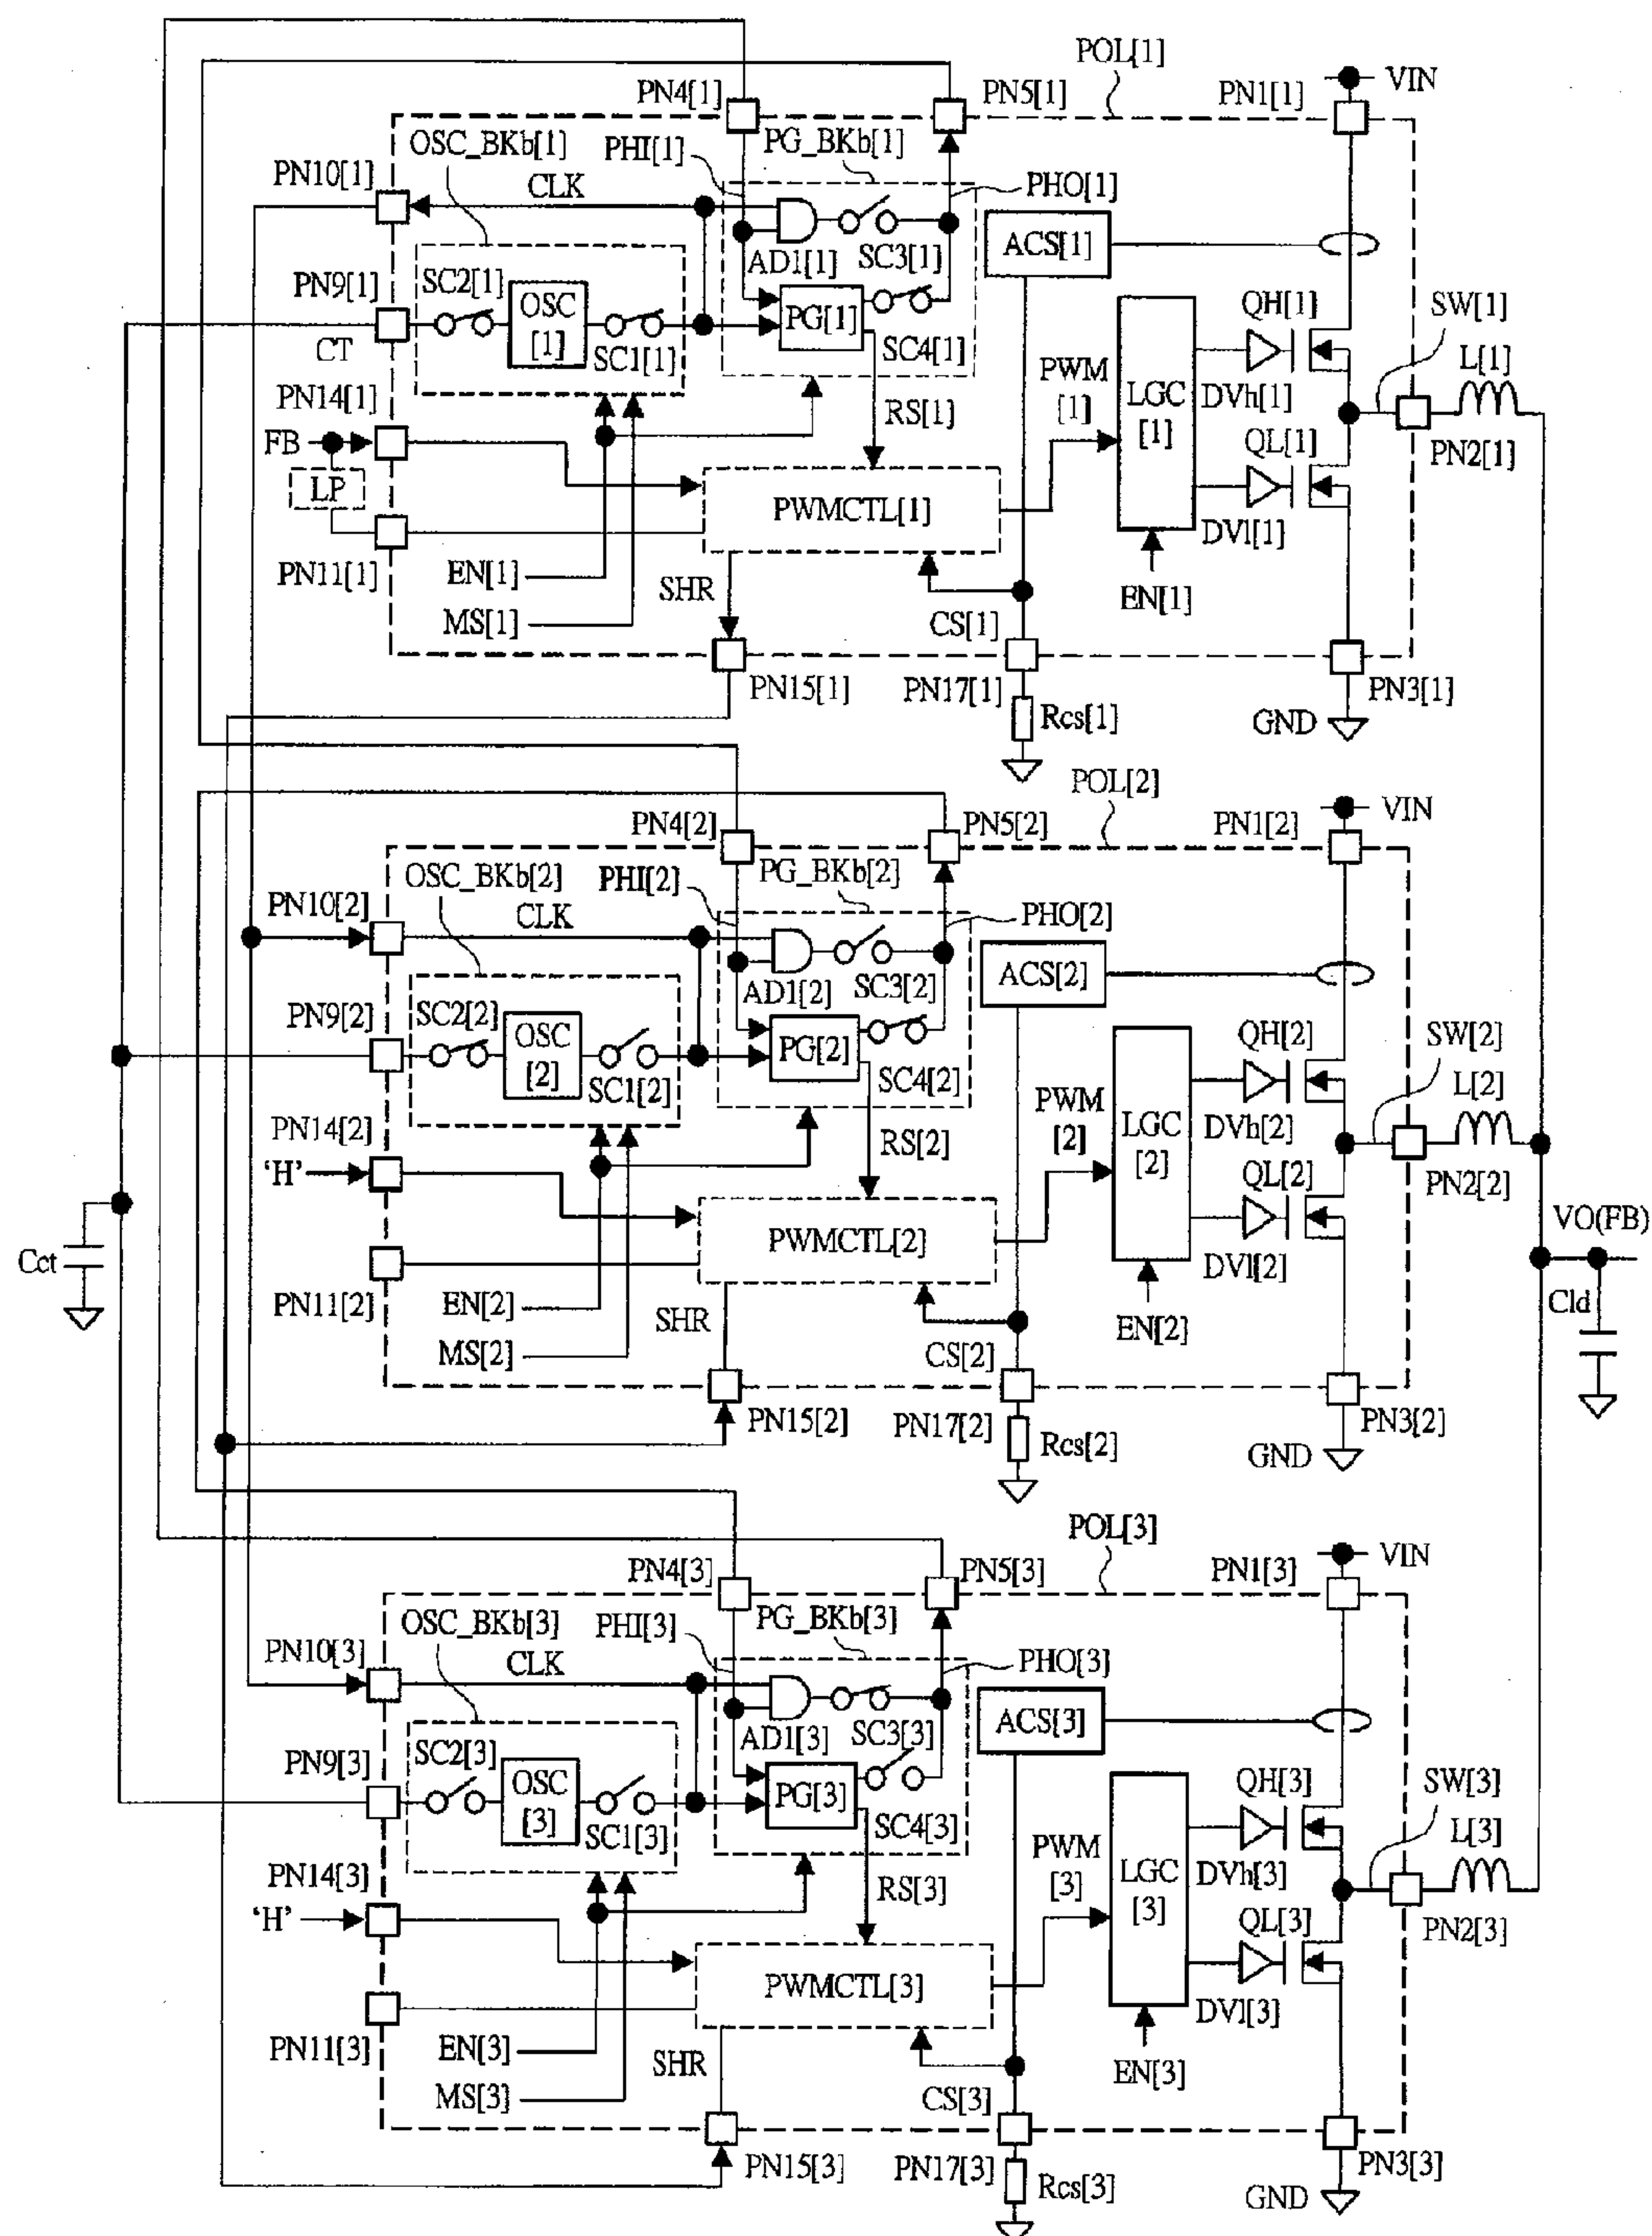 POL[1]
PN4[1]
PN5[1]
PN1[1]
VIN
OSC_BKb[1]
PHI[1]
PG_BKb[1]
PN10[1]
CLK
PHO[1]
ACS[1]
AD1[1]
SC3[1]
PN9[1]
SC2[1]
OSC
[1]
SC1[1]
PG[1]
SC4[1]
QH[1]
SW[1]
CT
L[1]
PN14[1]
RS[1]
PWM
[1]
LGC
[1]
DVh[1]
FB
QL[1]
PN2[1]
LP
PWMCTL[1]
DVl[1]
PN11[1]
EN[1]
SHR
EN[1]
MS[1]
CS[1]
PN15[1]
PN17[1]
PN3[1]
Rcs[1]
GND
POL[2]
PN4[2]
PN5[2]
PN1[2]
VIN
OSC_BKb[2]
PHI[2]
PG_BKb[2]
PN10[2]
CLK
PHO[2]
ACS[2]
AD1[2]
SC3[2]
PN9[2]
SC2[2]
OSC
[2]
SC1[2]
PG[2]
SC4[2]
QH[2]
SW[2]
L[2]
PN14[2]
RS[2]
PWM
[2]
LGC
[2]
DVh[2]
‘H’
QL[2]
PN2[2]
VO(FB)
Cct
PWMCTL[2]
DVl[2]
PN11[2]
EN[2]
SHR
EN[2]
Cld
MS[2]
CS[2]
PN15[2]
PN17[2]
PN3[2]
Rcs[2]
GND
POL[3]
PN4[3]
PN5[3]
PN1[3]
VIN
OSC_BKb[3]
PHI[3]
PG_BKb[3]
PN10[3]
CLK
PHO[3]
ACS[3]
AD1[3]
SC3[3]
PN9[3]
SC2[3]
OSC
[3]
SC1[3]
PG[3]
SC4[3]
QH[3]
SW[3]
L[3]
PN14[3]
RS[3]
PWM
[3]
LGC
[3]
DVh[3]
‘H’
QL[3]
PN2[3]
PWMCTL[3]
DVl[3]
PN11[3]
EN[3]
SHR
EN[3]
MS[3]
CS[3]
PN15[3]
PN17[3]
PN3[3]
Rcs[3]
GND